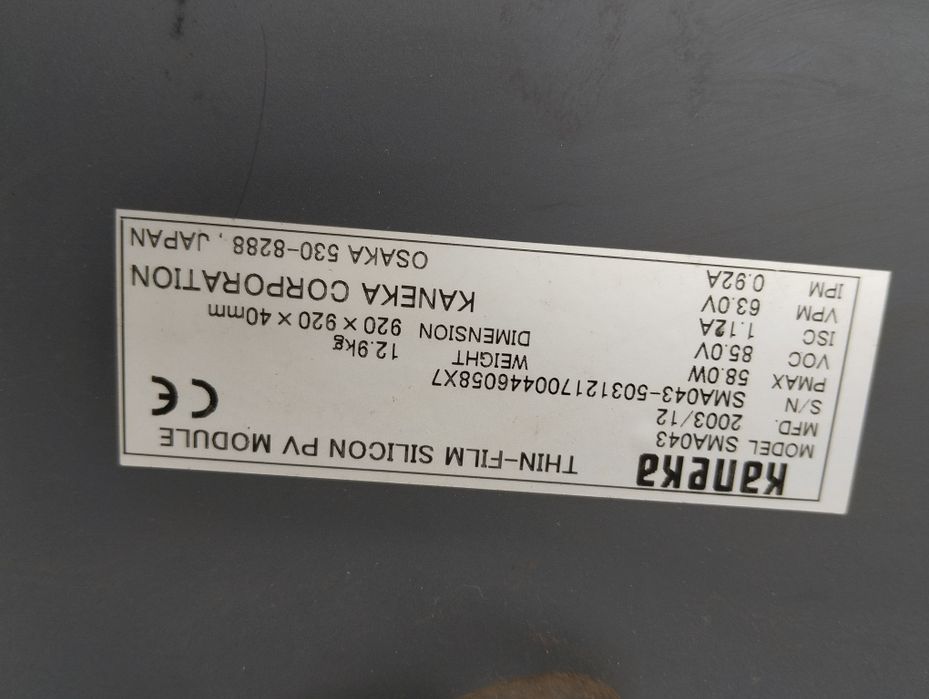 Kaneka THIN-FILM SILICON PV MODULE
MODEL SMA043
MFD. 2003/12
S/N SMA043-5031217004460 58X7
PMAX 58.0W WEIGHT 12.9kg
VOC 85.0V DIMENSION 920×920×40mm
ISC 1.12A
VPM 63.0V KANEKA CORPORATION
IPM 0.92A OSAKA 530-8288 , JAPAN
CE